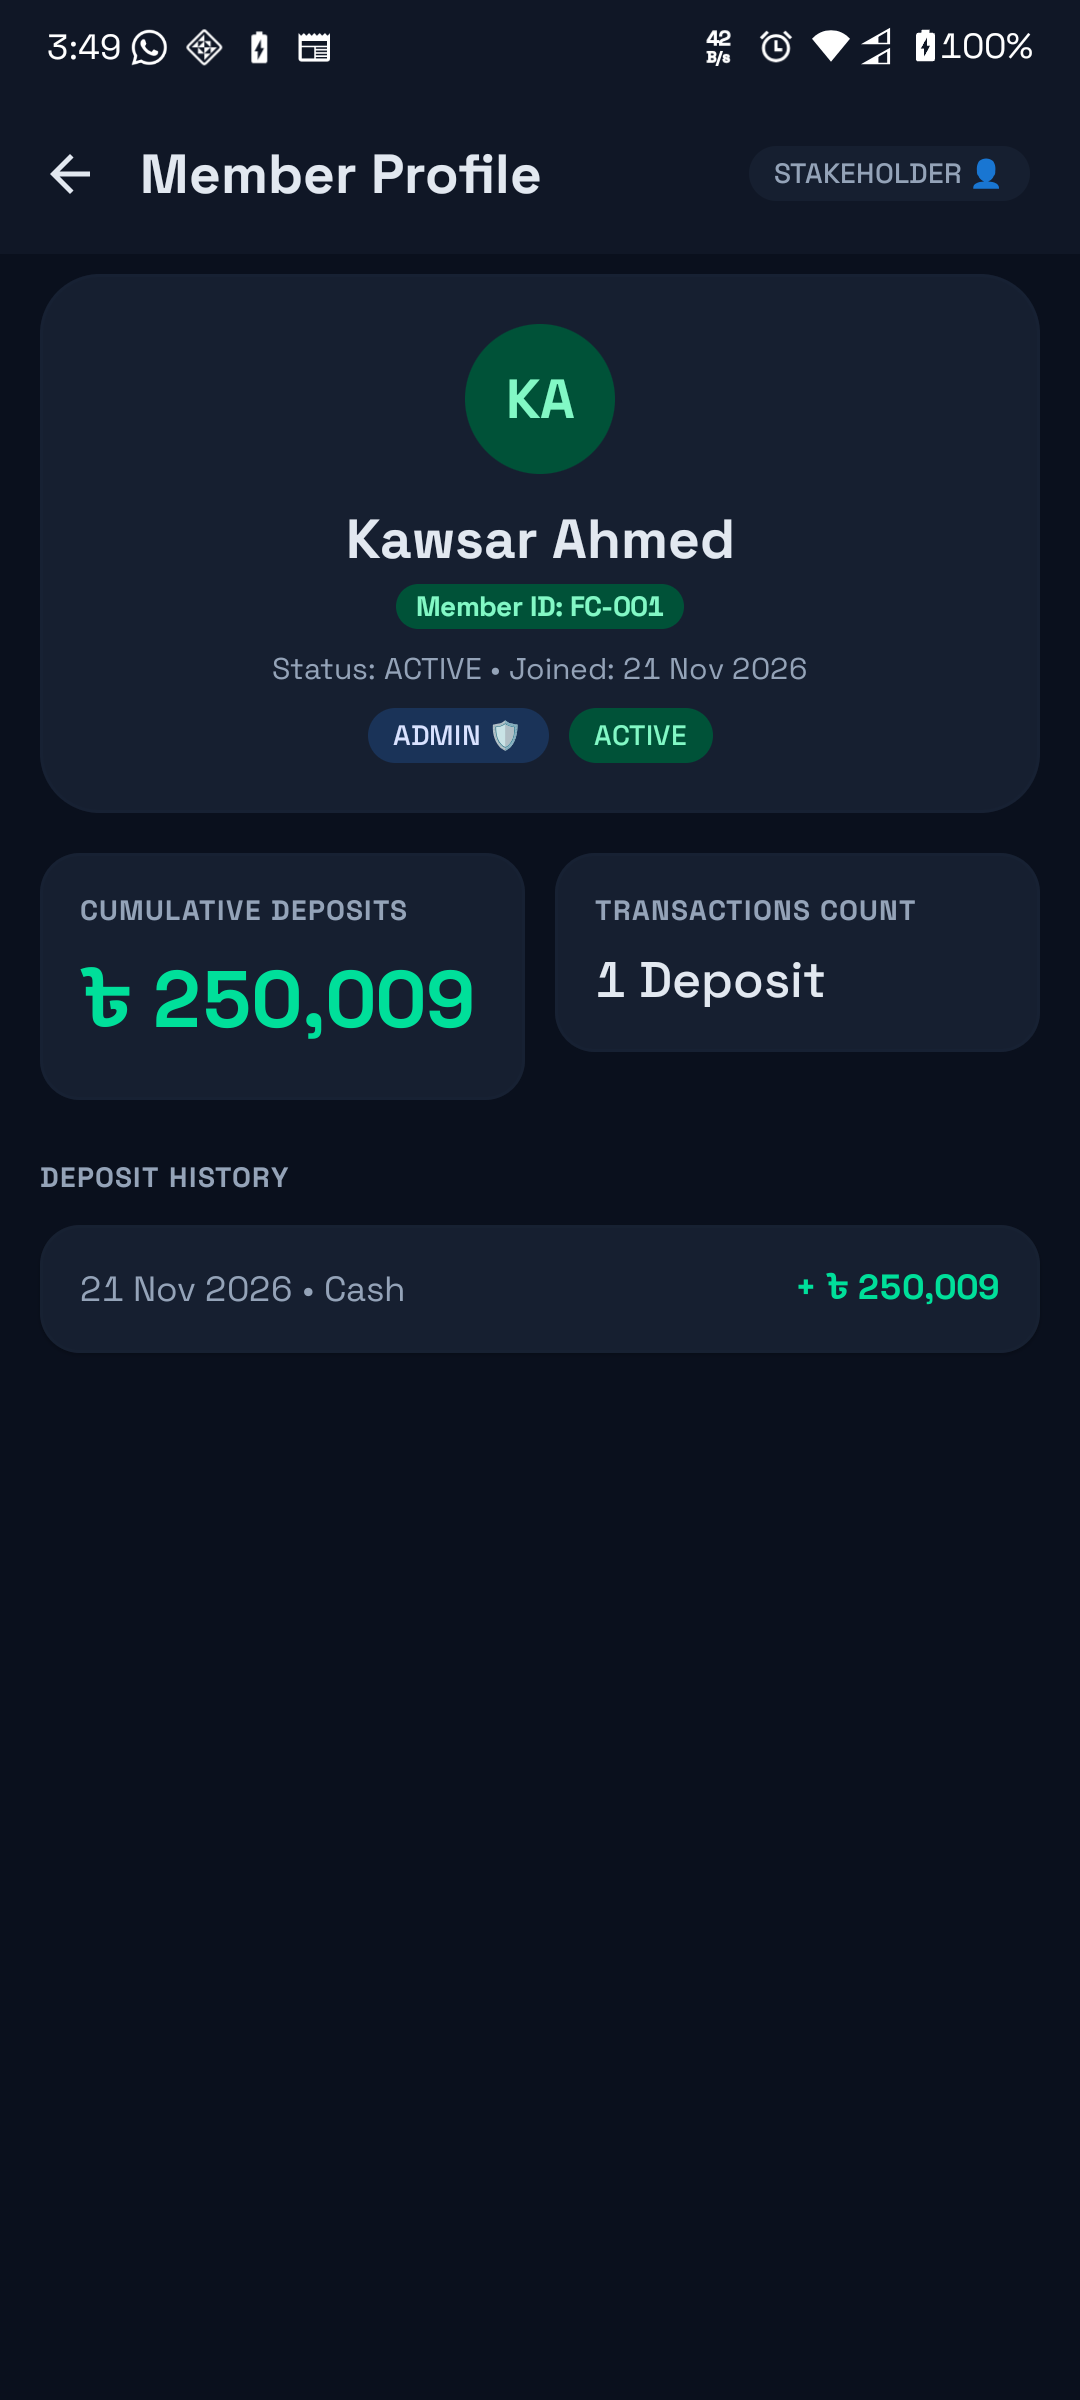 3:49
42 B/s
100%
Member Profile
STAKEHOLDER 👤
KA
Kawsar Ahmed
Member ID: FC-001
Status: ACTIVE • Joined: 21 Nov 2026
ADMIN 🛡️ ACTIVE
CUMULATIVE DEPOSITS
৳ 250,009
TRANSACTIONS COUNT
1 Deposit
DEPOSIT HISTORY
21 Nov 2026 • Cash
+ ৳ 250,009